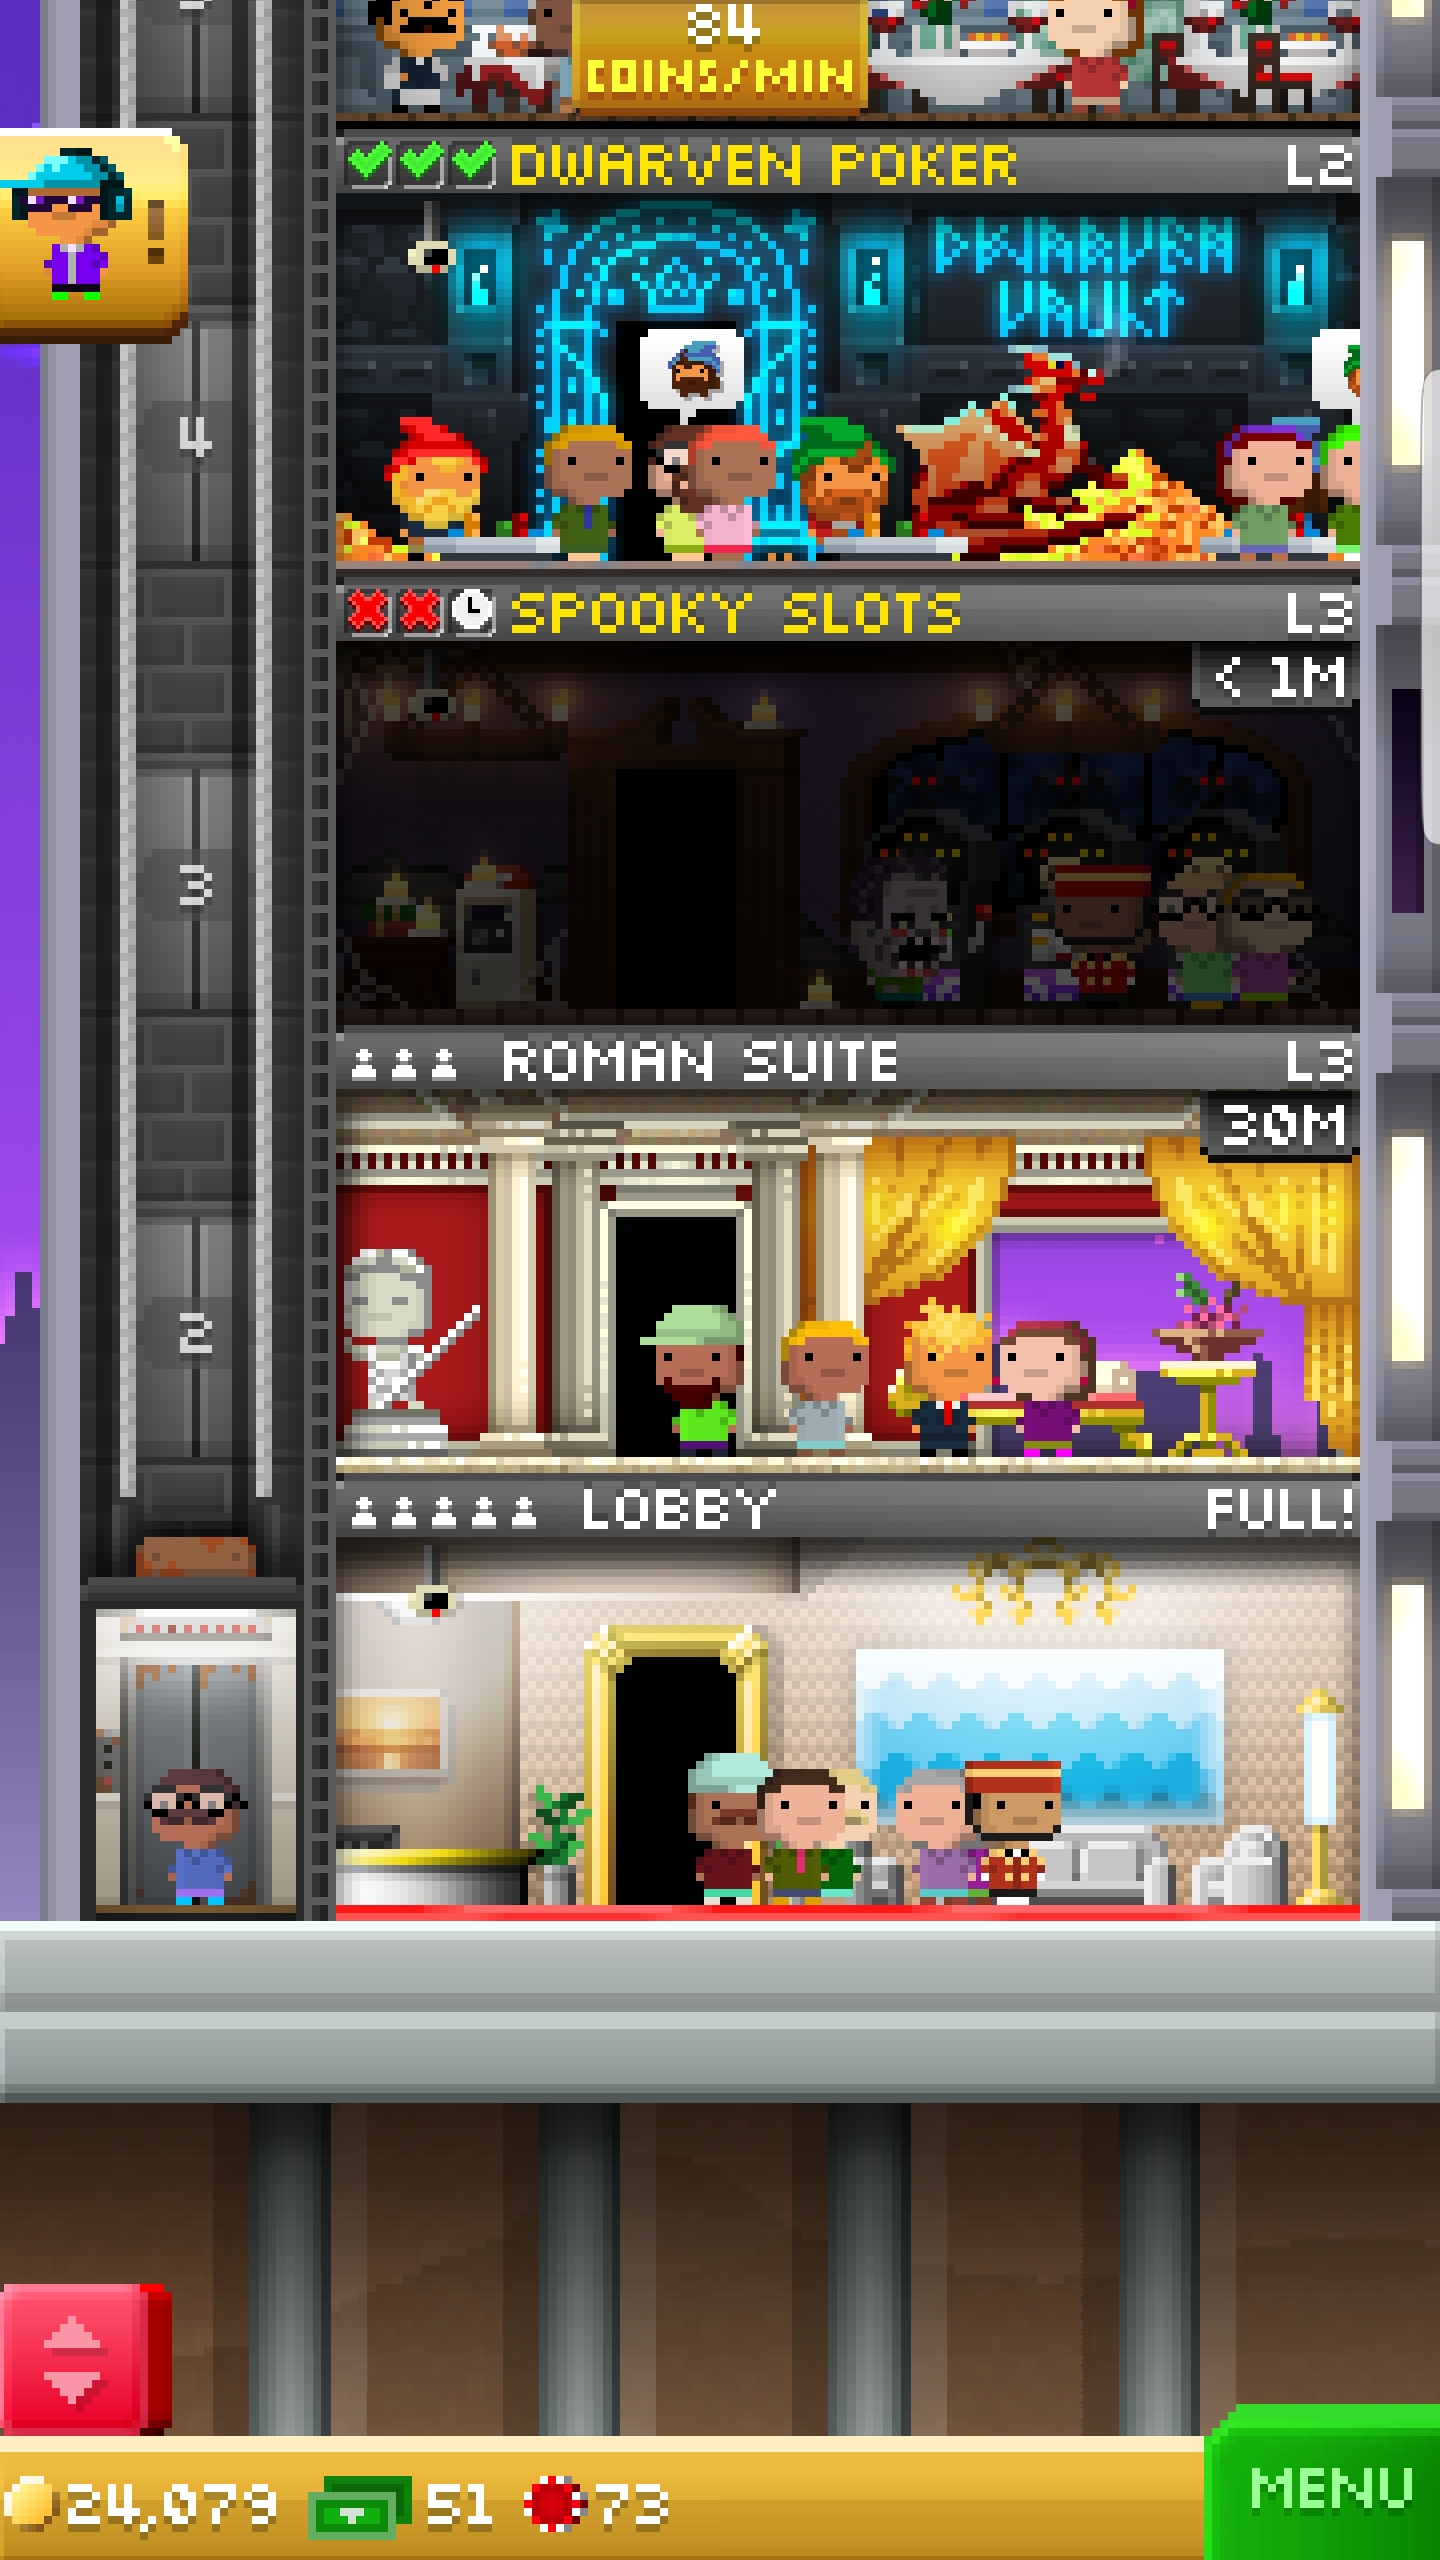 84
COINS/MIN
DWARVEN POKER L2
DWARVEN
VAULT
4
SPOOKY SLOTS L3
< 1M
3
ROMAN SUITE L3
30M
2
LOBBY FULL!
24,079 51 73
MENU